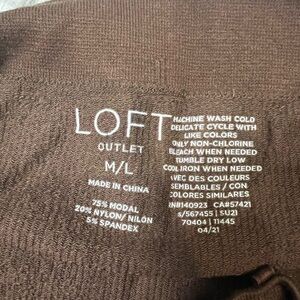 LOFT
OUTLET
M/L
MADE IN CHINA
75% MODAL
20% NYLON/ NILÓN
5% SPANDEX
MACHINE WASH COLD
DELICATE CYCLE WITH
LIKE COLORS
ONLY NON-CHLORINE
BLEACH WHEN NEEDED
TUMBLE DRY LOW
COOL IRON WHEN NEEDED
AVEC DES COULEURS
SEMBLABLES / CON
COLORES SIMILARES
RN#140923 CA#57421
S/567455 | SU21
70404 | 11445
04/21